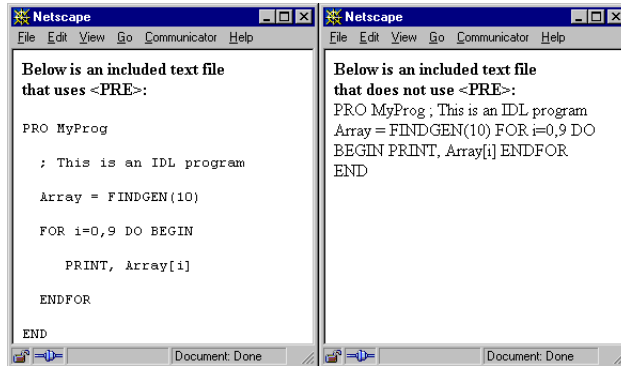 Netscape
File Edit View Go Communicator Help
Below is an included text file
that uses <PRE>:
PRO MyProg
; This is an IDL program
Array = FINDGEN(10)
FOR i=0,9 DO BEGIN
PRINT, Array[i]
ENDFOR
END
Document: Done
Netscape
File Edit View Go Communicator Help
Below is an included text file
that does not use <PRE>:
PRO MyProg ; This is an IDL program
Array = FINDGEN(10) FOR i=0,9 DO
BEGIN PRINT, Array[i] ENDFOR
END
Document: Done